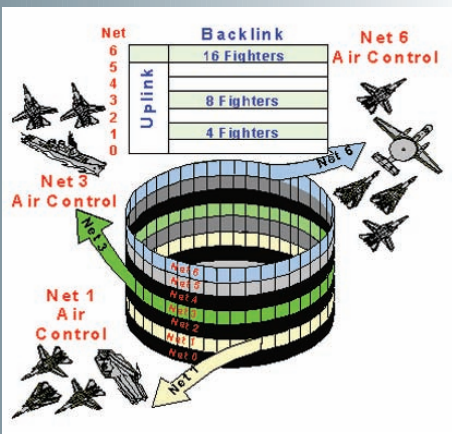 Net
Backlink
6
5
4
3
2
1
0
Uplink
16 Fighters
8 Fighters
4 Fighters
Net 6
Air Control
Net 3
Air Control
Net 6
Net 3
Net 6
Net 5
Net 4
Net 3
Net 2
Net 1
Net 0
Net 1
Air
Control
Net 1